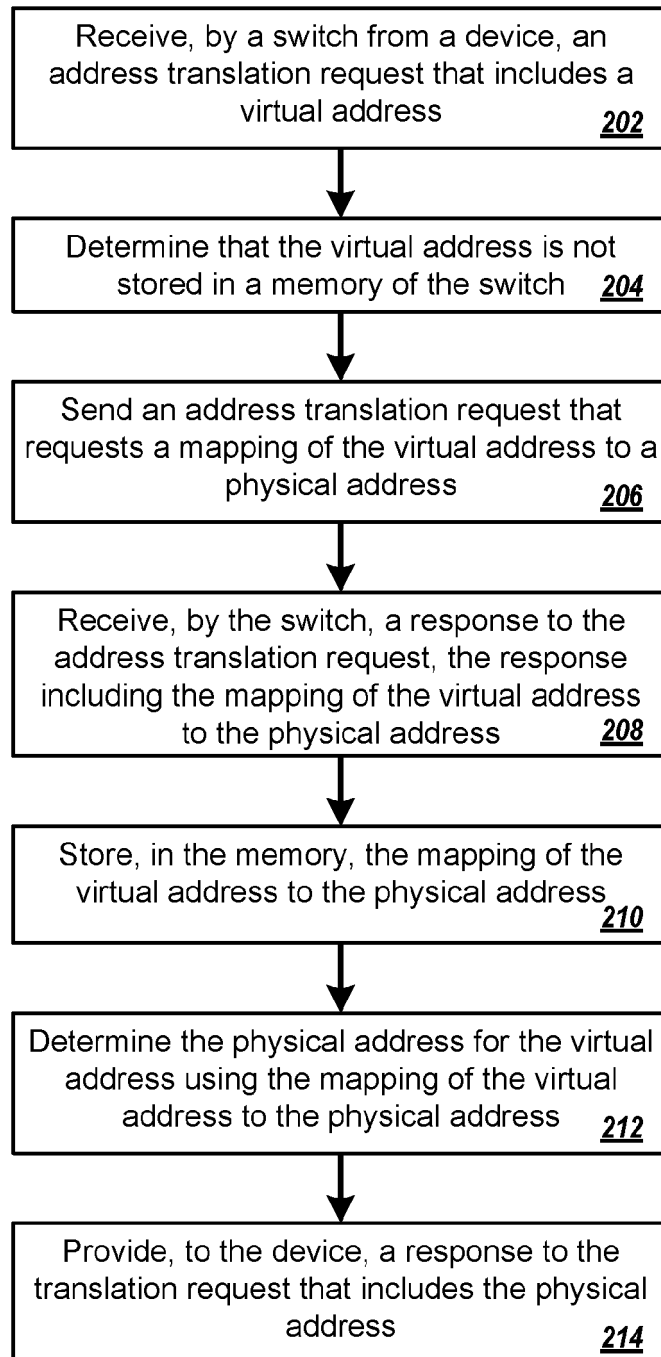 Receive, by a switch from a device, an
address translation request that includes a
virtual address
202
Determine that the virtual address is not
stored in a memory of the switch
204
Send an address translation request that
requests a mapping of the virtual address to a
physical address
206
Receive, by the switch, a response to the
address translation request, the response
including the mapping of the virtual address
to the physical address
208
Store, in the memory, the mapping of the
virtual address to the physical address
210
Determine the physical address for the virtual
address using the mapping of the virtual
address to the physical address
212
Provide, to the device, a response to the
translation request that includes the physical
address
214